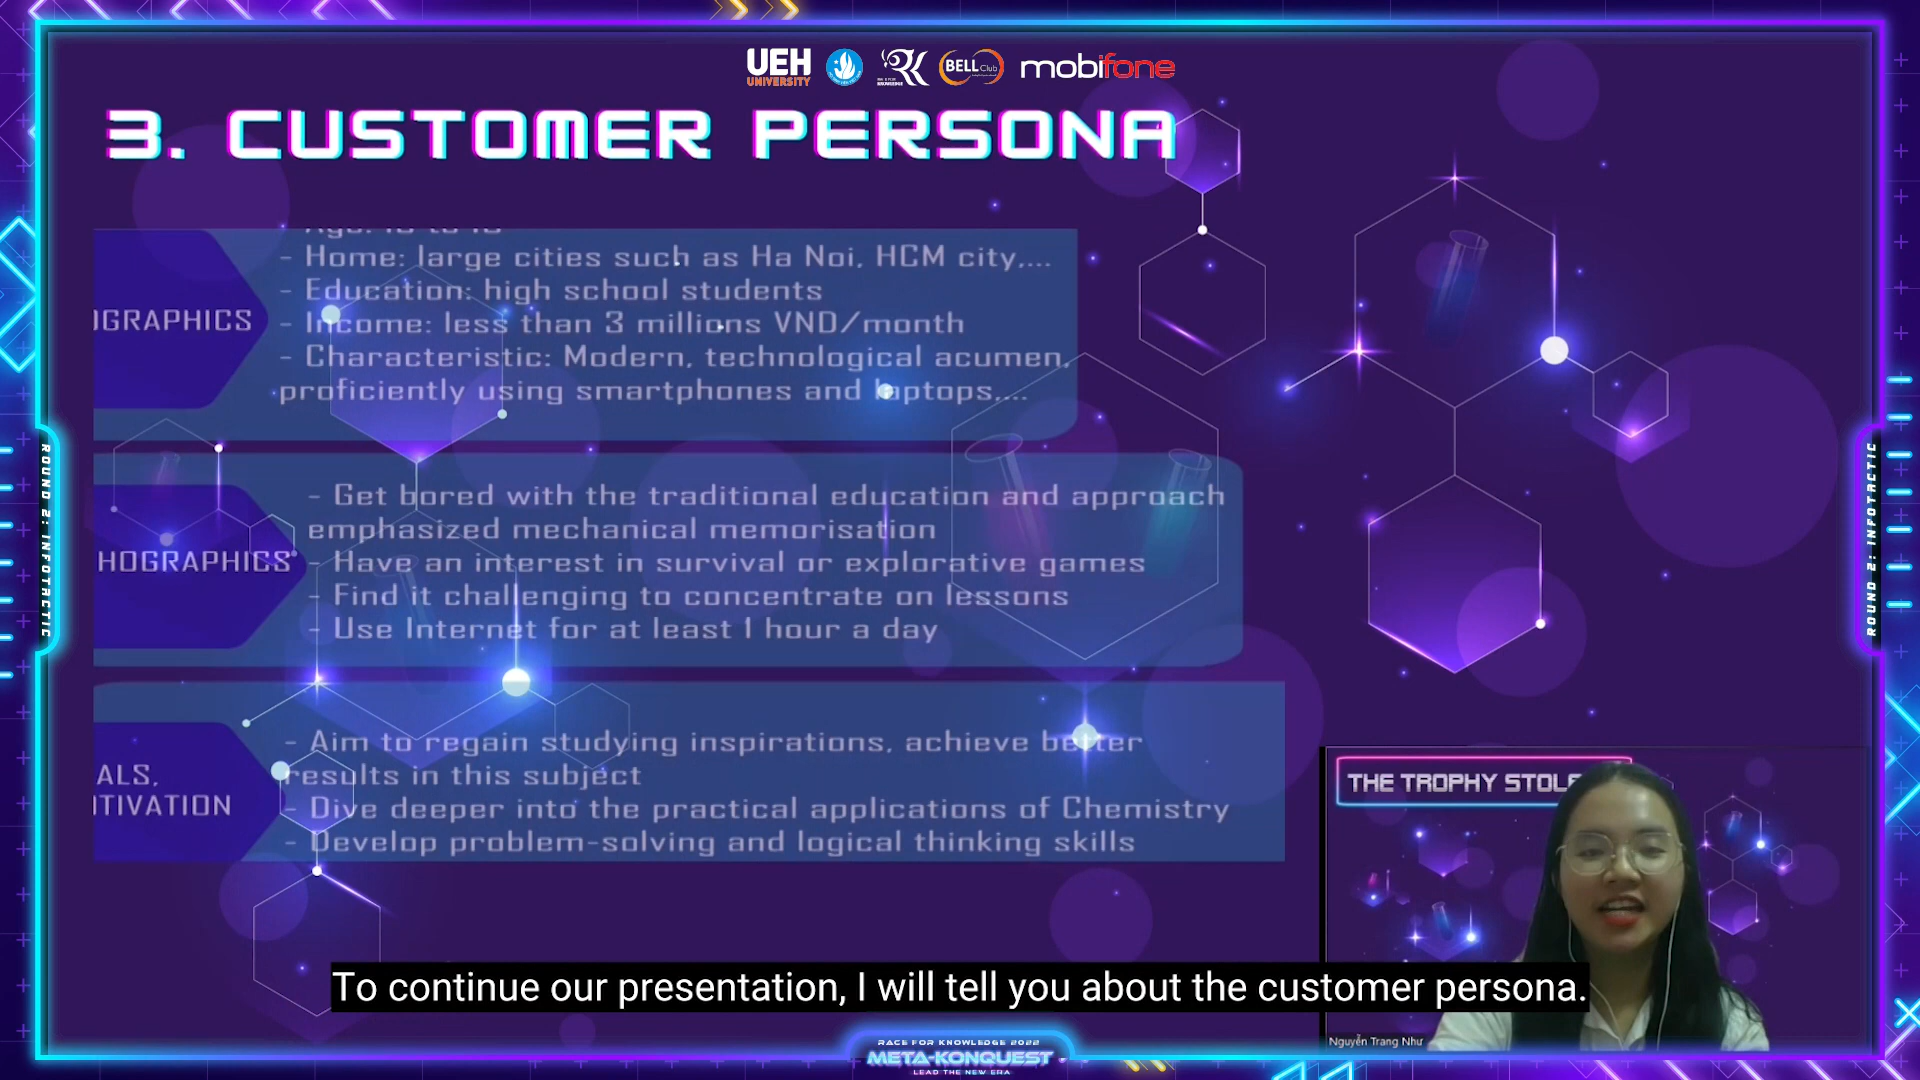 UEH
UNIVERSITY
BELL Club
mobifone
3. CUSTOMER PERSONA
- Home: large cities such as Ha Noi, HCM city,...
- Education: high school students
OGRAPHICS
- Income: less than 3 millions VND/month
- Characteristic: Modern, technological acumen,
proficiently using smartphones and laptops,...
- Get bored with the traditional education and approach
emphasized mechanical memorisation
HOGRAPHICS
- Have an interest in survival or explorative games
- Find it challenging to concentrate on lessons
- Use Internet for at least 1 hour a day
- Aim to regain studying inspirations, achieve better
results in this subject
ALS,
TIVATION
- Dive deeper into the practical applications of Chemistry
- Develop problem-solving and logical thinking skills
THE TROPHY STOLE
To continue our presentation, I will tell you about the customer persona.
Nguyễn Trang Như
ROUND 2: INFOTACTIC
ROUND 2: INFOTACTIC
RACE FOR KNOWLEDGE 2022
META-KONQUEST
LEAD THE NEW ERA